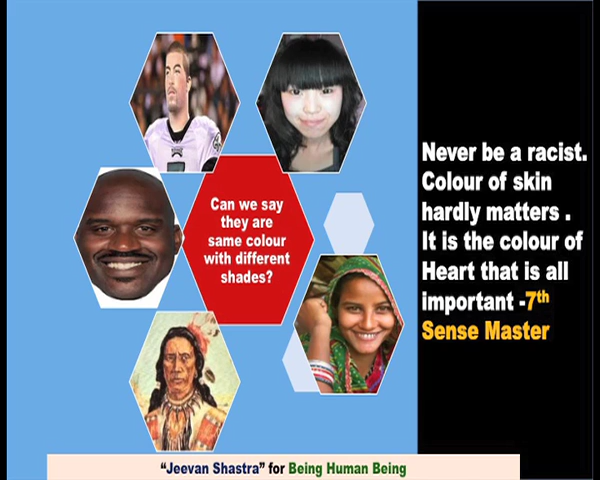 Can we say
they are
same colour
with different
shades?
Never be a racist.
Colour of skin
hardly matters .
It is the colour of
Heart that is all
important -7th
Sense Master
“Jeevan Shastra” for Being Human Being